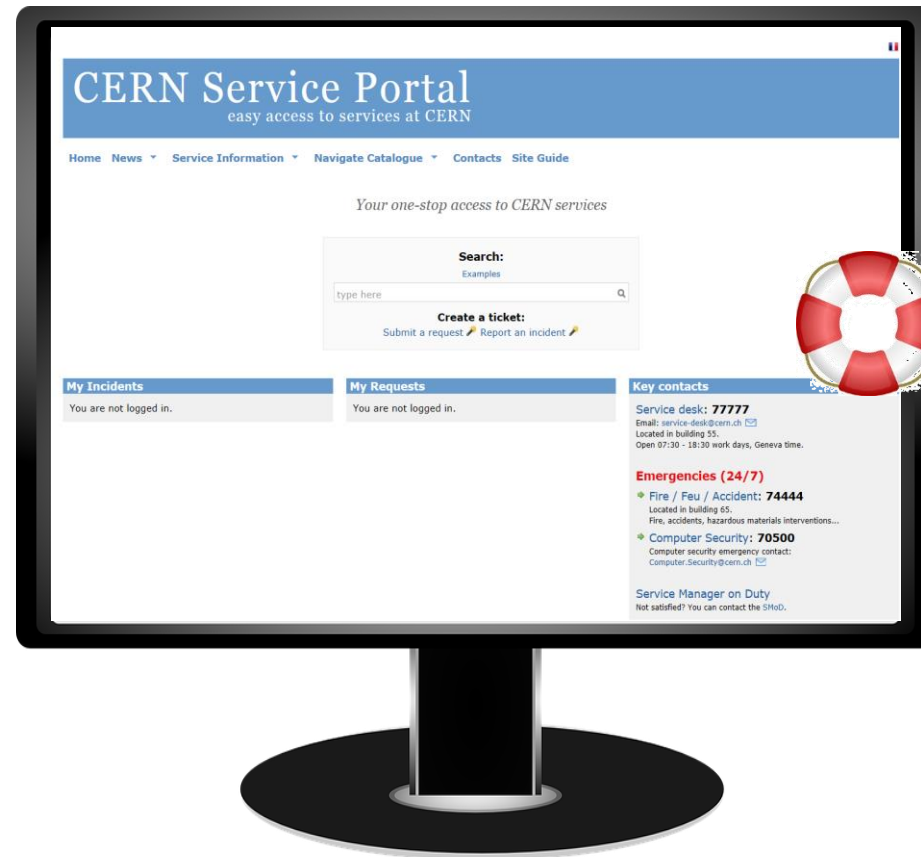 CERN Service Portal
easy access to services at CERN
Home News Service Information Navigate Catalogue Contacts Site Guide
Your one-stop access to CERN services
Search:
Examples
type here
Create a ticket:
Submit a request Report an incident
My Incidents
You are not logged in.
My Requests
You are not logged in.
Key contacts
Service desk: 77777
Email: service-desk@cern.ch
Located in building 55.
Open 07:30 - 18:30 work days, Geneva time.
Emergencies (24/7)
Fire / Feu / Accident: 74444
Located in building 65.
Fire, accidents, hazardous materials interventions...
Computer Security: 70500
Computer security emergency contact:
Computer.Security@cern.ch
Service Manager on Duty
Not satisfied? You can contact the SMoD.